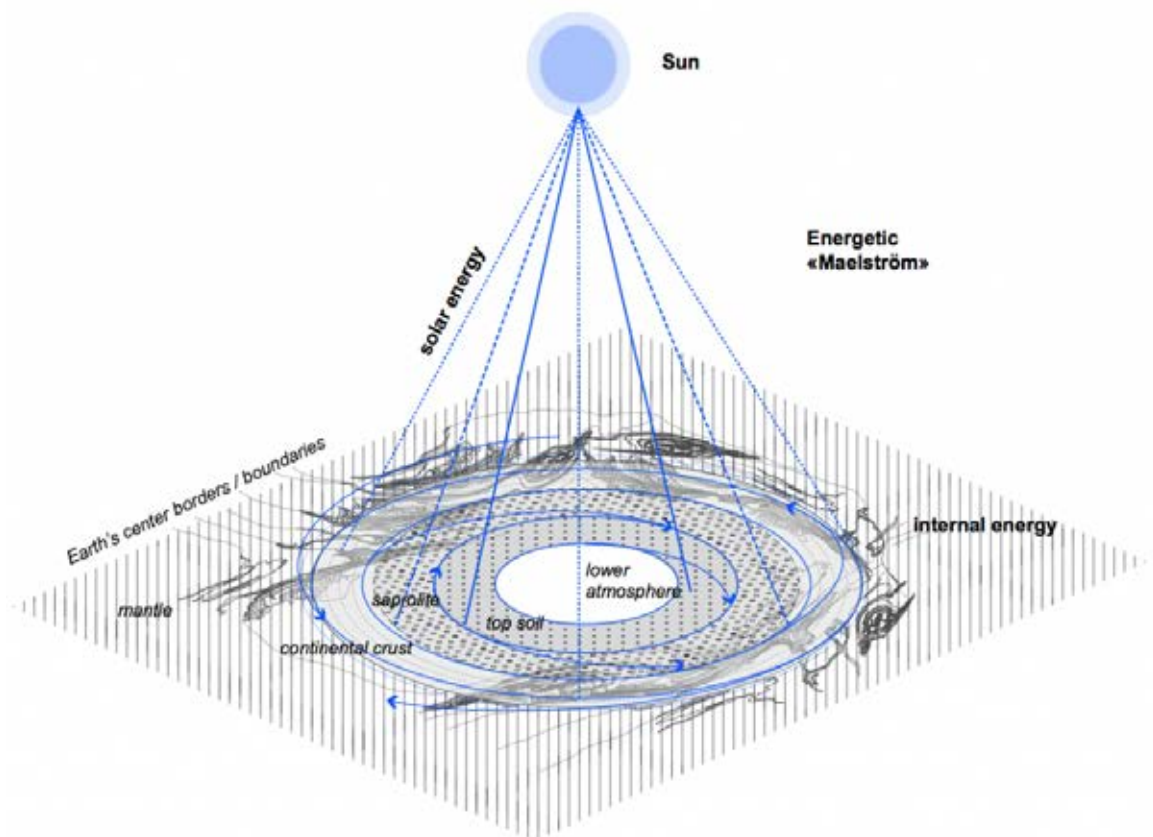 Sun
Energetic
«Maelström»
solar energy
Earth's center borders / boundaries
internal energy
lower
atmosphere
saprolite
mantle
top soil
continental crust